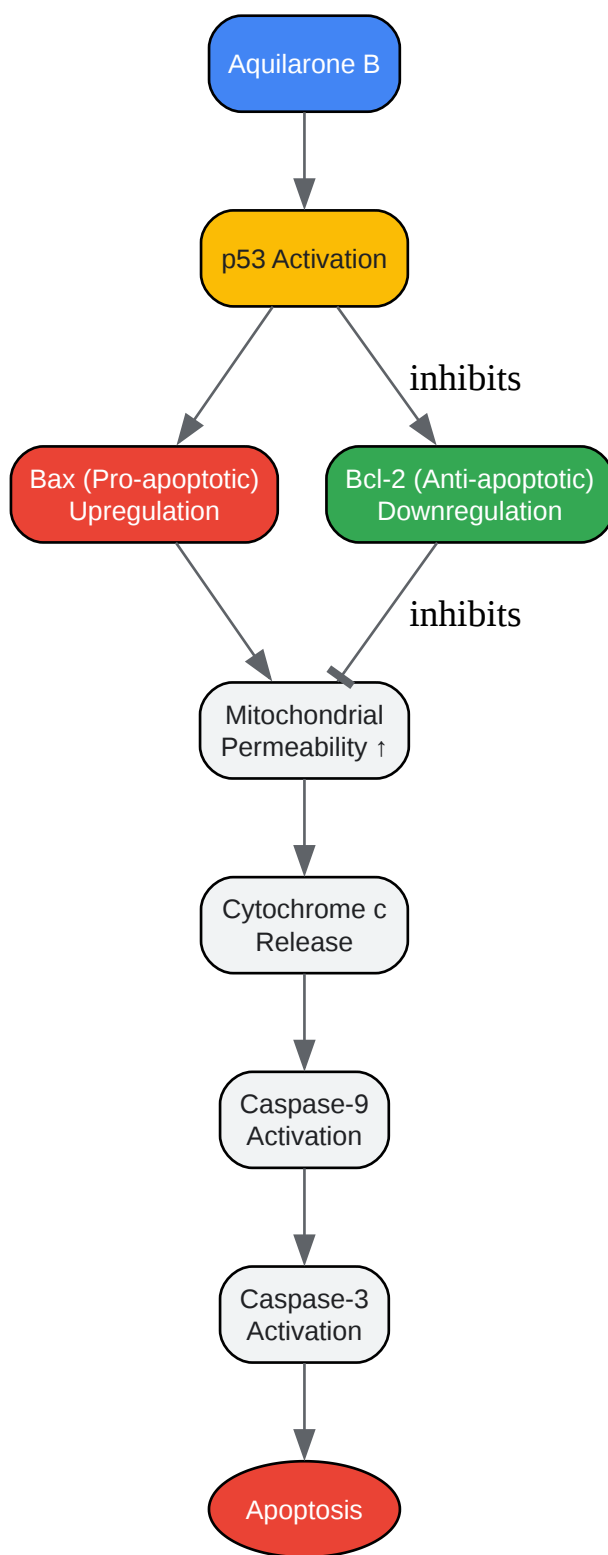 Aquilarone B
p53 Activation
inhibits
Bax (Pro-apoptotic)
Upregulation
Bcl-2 (Anti-apoptotic)
Downregulation
inhibits
Mitochondrial
Permeability ↑
Cytochrome c
Release
Caspase-9
Activation
Caspase-3
Activation
Apoptosis